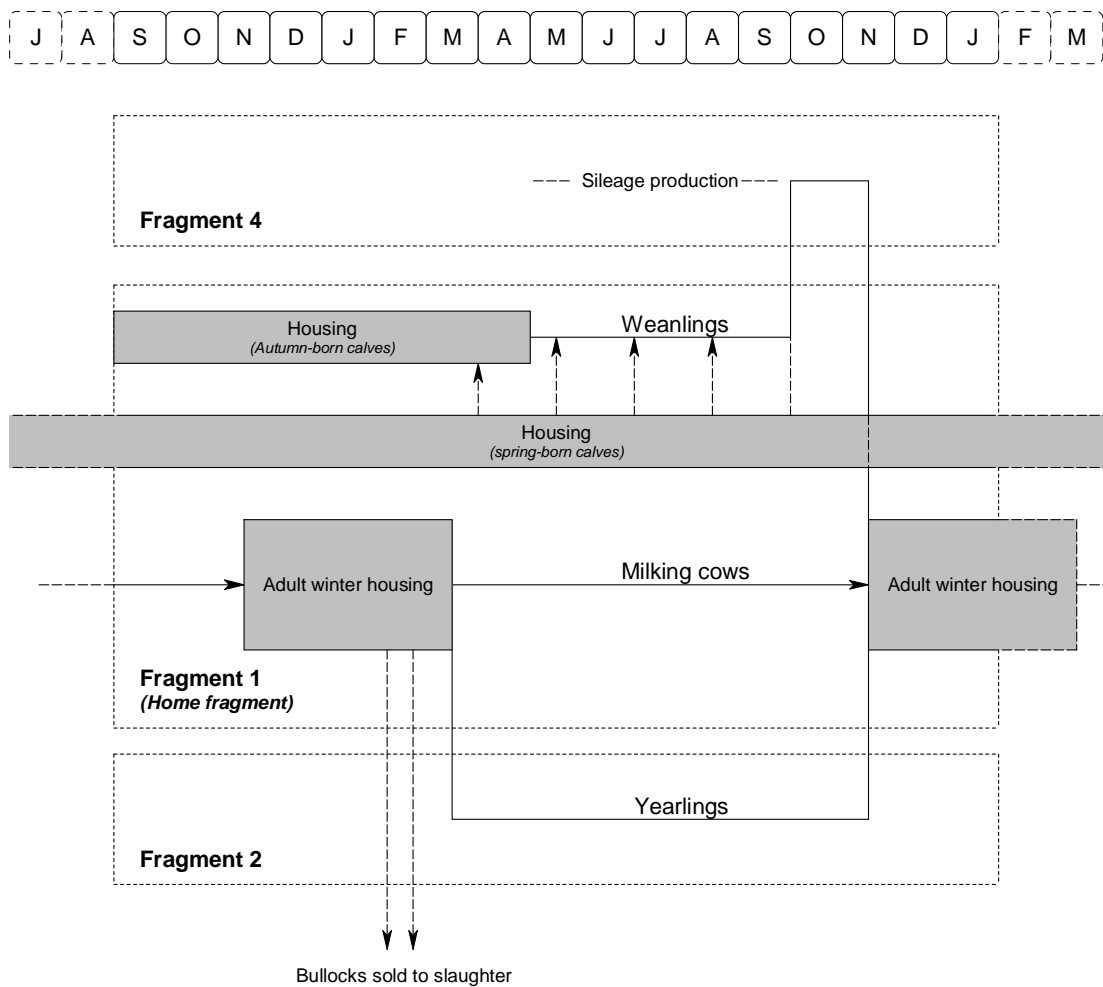 J A S O N D J F M A M J J A S O N D J F M
Sileage production
Fragment 4
Housing
(Autumn-born calves)
Weanlings
Housing
(spring-born calves)
Adult winter housing
Milking cows
Adult winter housing
Fragment 1
(Home fragment)
Yearlings
Fragment 2
Bullocks sold to slaughter